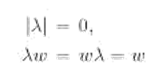 |λ| = 0,
λw = wλ = w